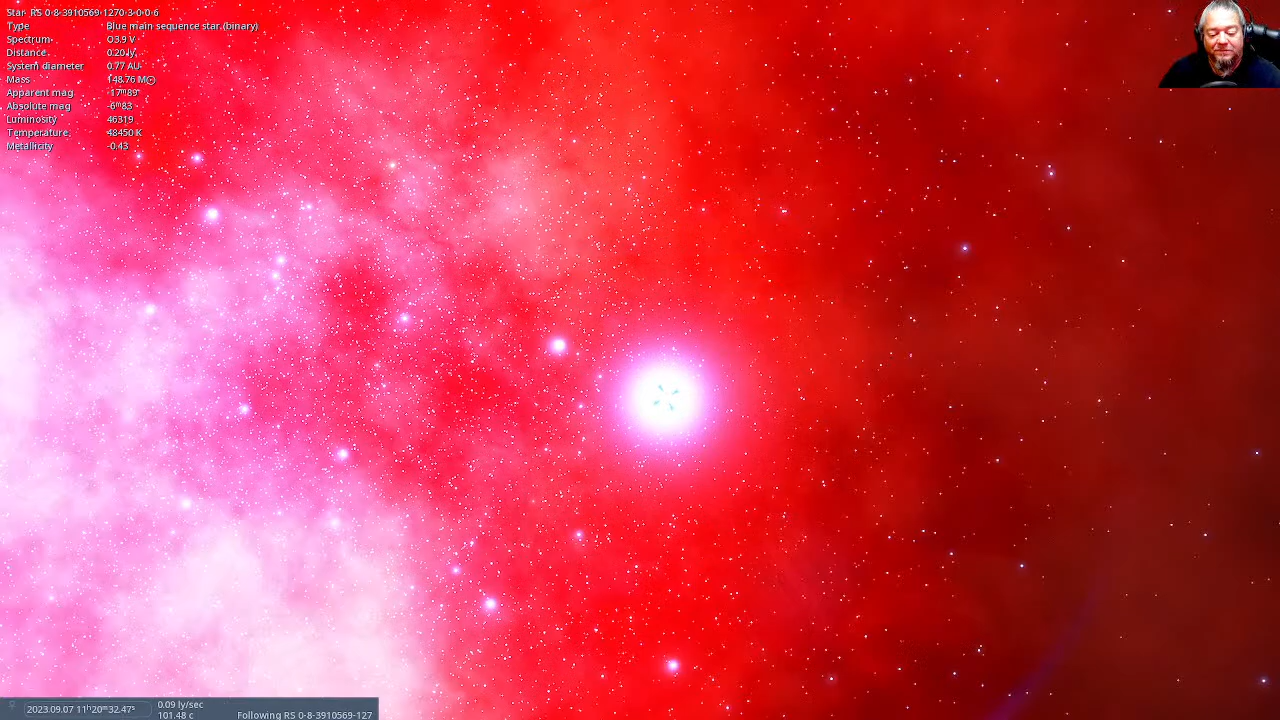 Star RS 0-8-3910569-1270-3-0-0-6
Type Blue main sequence star (binary)
Spectrum O3.9 V
Distance 0.20 ly
System diameter 0.77 AU
Mass 148.76 M☉
Apparent mag -17ᵐ89
Absolute mag -6ᵐ83
Luminosity 46319
Temperature 48450 K
Metallicity -0.43
2023.09.07 11ʰ20ᵐ32.47ˢ
0.09 ly/sec
101.48 c Following RS 0-8-3910569-127